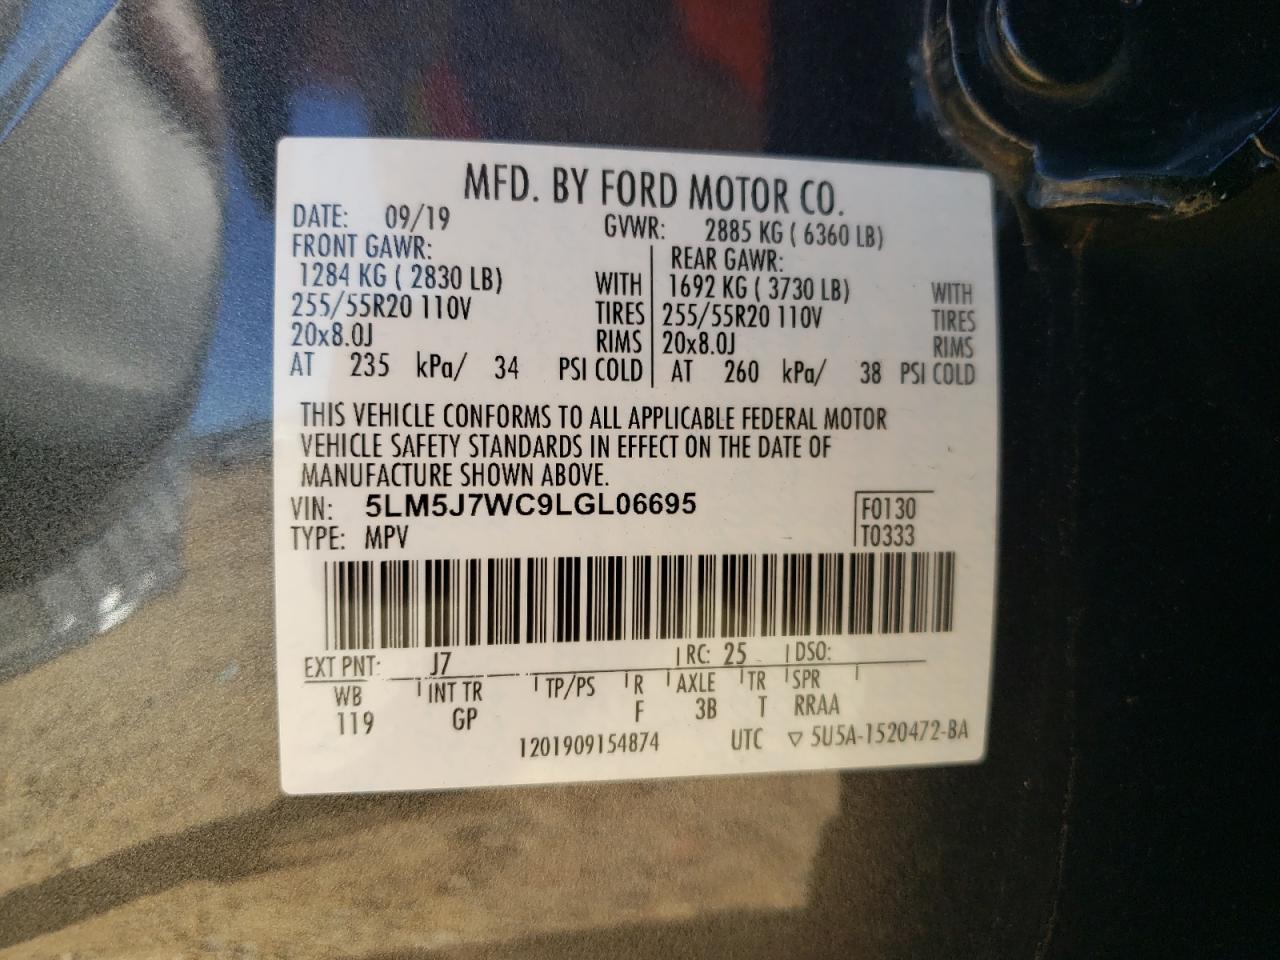 MFD. BY FORD MOTOR CO.
DATE: 09/19 GVWR: 2885 KG ( 6360 LB)
FRONT GAWR: REAR GAWR:
1284 KG ( 2830 LB) WITH 1692 KG ( 3730 LB) WITH
255/55R20 110V TIRES 255/55R20 110V TIRES
20x8.0J RIMS 20x8.0J RIMS
AT 235 kPa/ 34 PSI COLD AT 260 kPa/ 38 PSI COLD
THIS VEHICLE CONFORMS TO ALL APPLICABLE FEDERAL MOTOR
VEHICLE SAFETY STANDARDS IN EFFECT ON THE DATE OF
MANUFACTURE SHOWN ABOVE.
VIN: 5LM5J7WC9LGL06695 F0130
TYPE: MPV T0333
EXT PNT: J7 RC: 25 DSO:
WB INT TR TP/PS R AXLE TR SPR
119 GP F 3B T RRAA
1201909154874 UTC ▽ 5U5A-1520472-BA